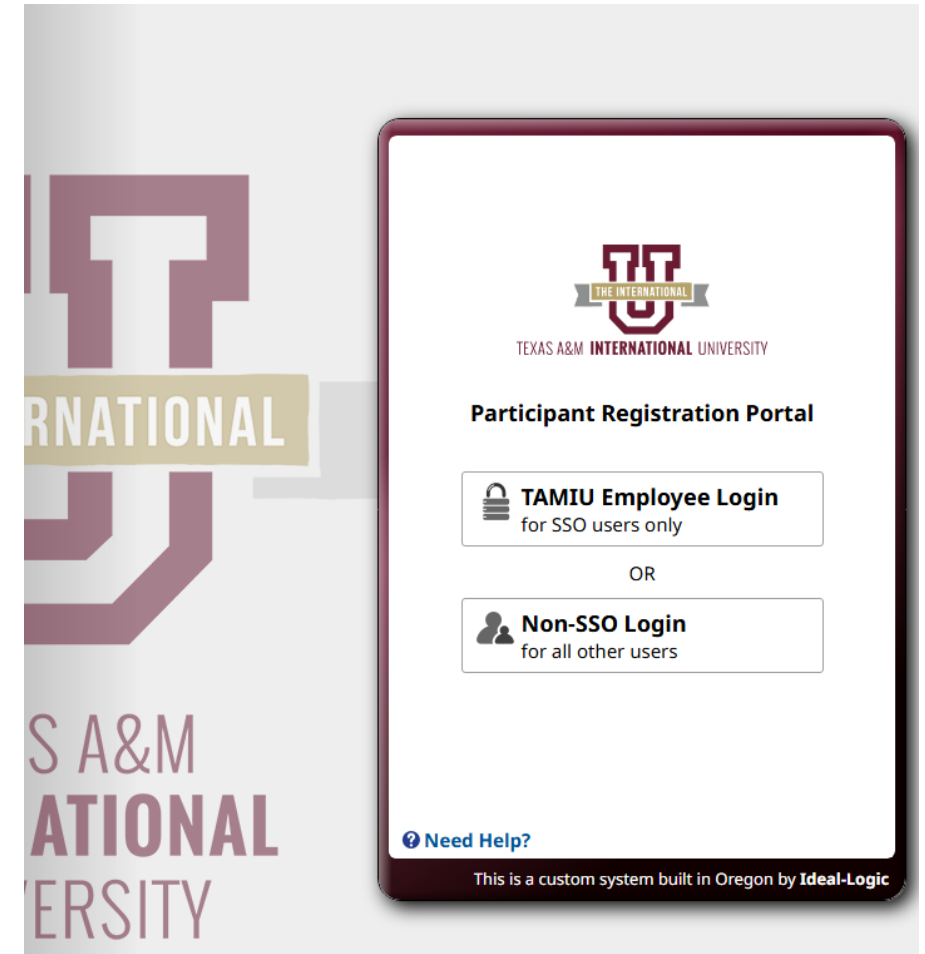 RNATIONAL
S A&M
ATIONAL
ERSITY
THE INTERNATIONAL
TEXAS A&M INTERNATIONAL UNIVERSITY
Participant Registration Portal
TAMIU Employee Login
for SSO users only
OR
Non-SSO Login
for all other users
Need Help?
This is a custom system built in Oregon by Ideal-Logic